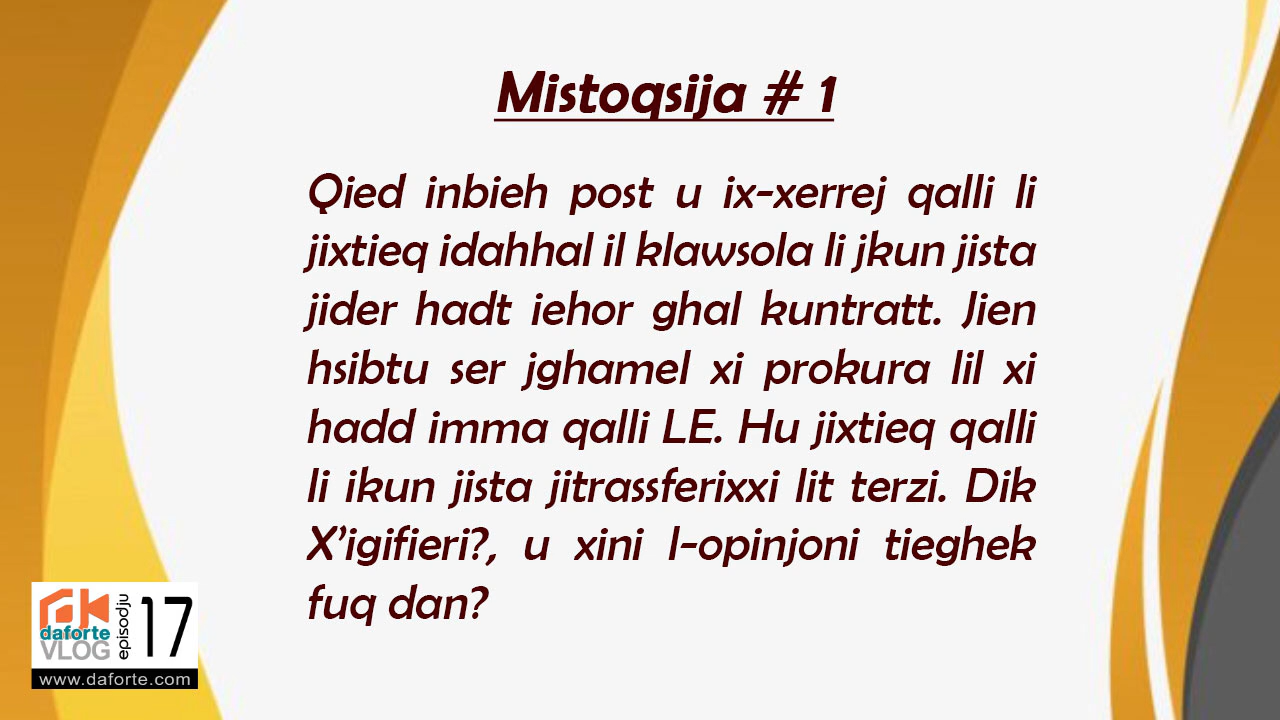 Mistoqsija # 1
Qied inbieh post u ix-xerrej qalli li
jixtieq idahhal il klawsola li jkun jista
jider hadt iehor ghal kuntratt. Jien
hsibtu ser jghamel xi prokura lil xi
hadd imma qalli LE. Hu jixtieq qalli
li ikun jista jitrassferixxi lit terzi. Dik
X’igifieri?, u xini l-opinjoni tieghek
fuq dan?
daforte
VLOG
episodju
17
www.daforte.com